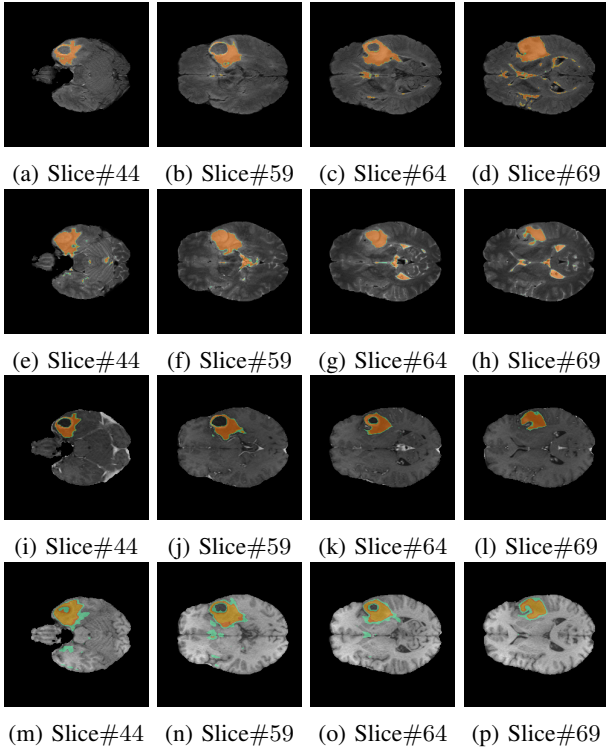 (a) Slice#44 (b) Slice#59 (c) Slice#64 (d) Slice#69
(e) Slice#44 (f) Slice#59 (g) Slice#64 (h) Slice#69
(i) Slice#44 (j) Slice#59 (k) Slice#64 (l) Slice#69
(m) Slice#44 (n) Slice#59 (o) Slice#64 (p) Slice#69